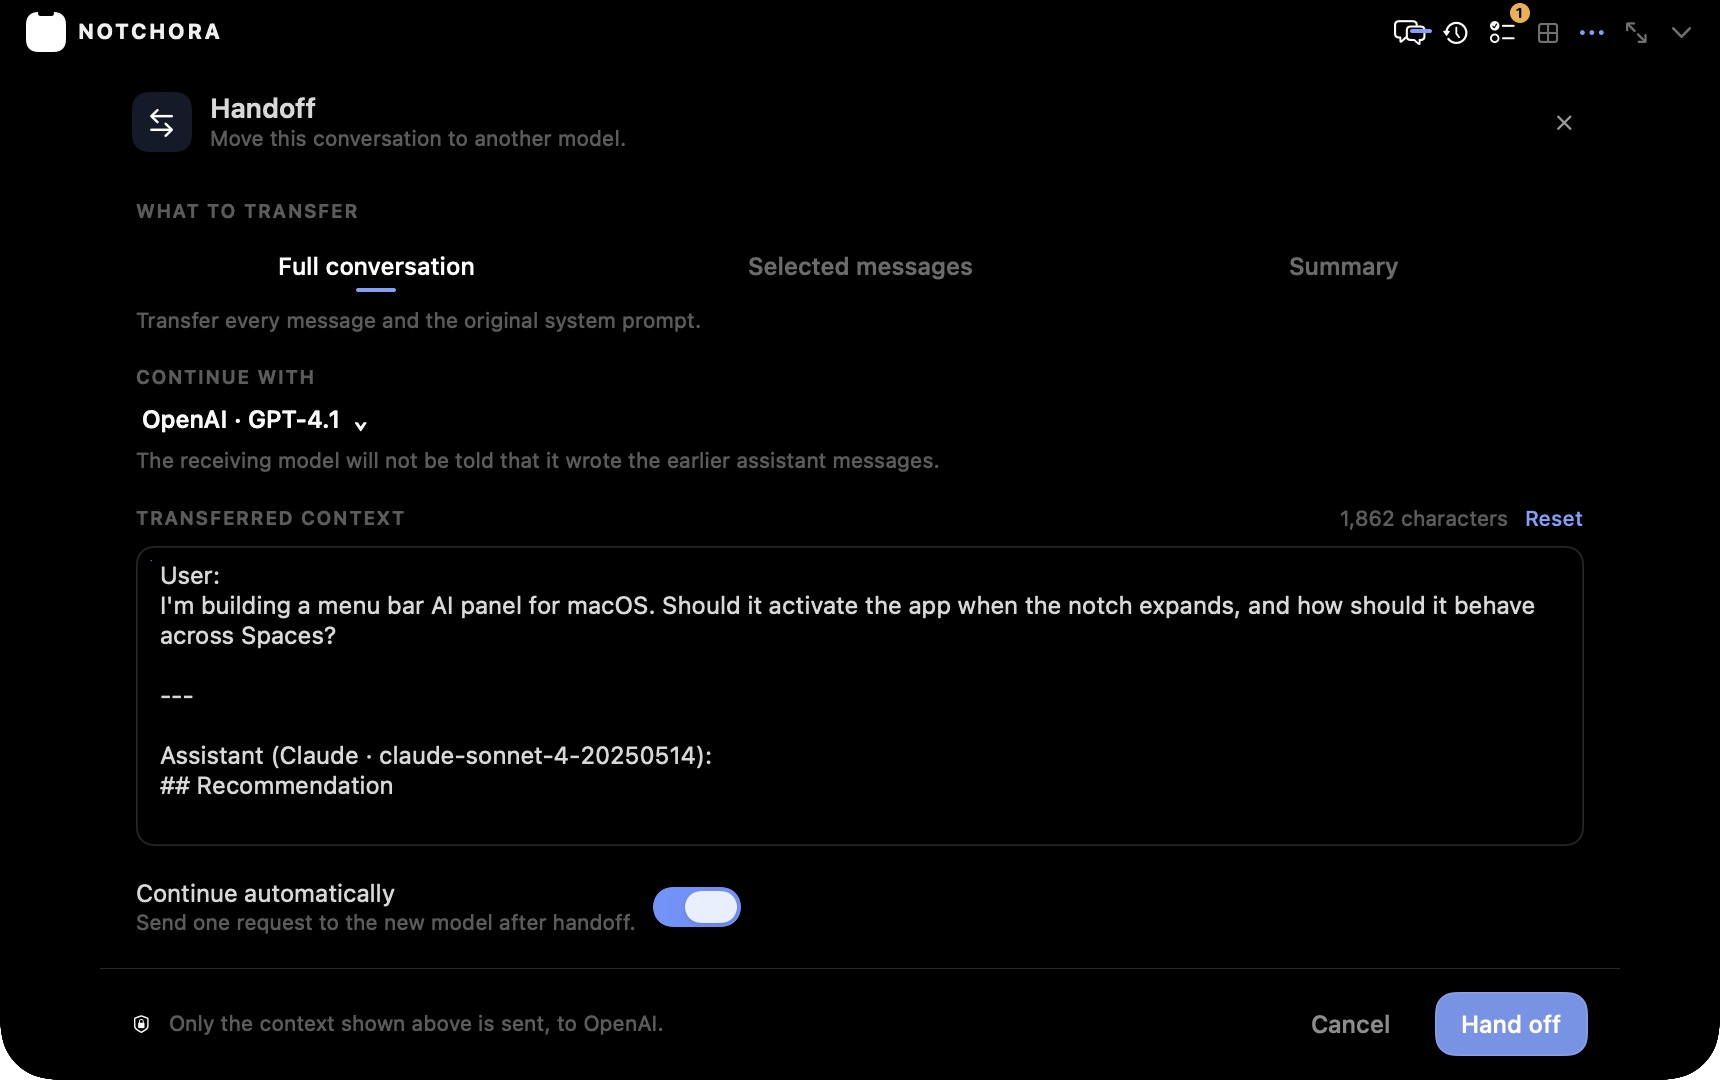 NOTCHORA
1
Handoff
Move this conversation to another model.
WHAT TO TRANSFER
Full conversation
Selected messages
Summary
Transfer every message and the original system prompt.
CONTINUE WITH
OpenAI · GPT-4.1
The receiving model will not be told that it wrote the earlier assistant messages.
TRANSFERRED CONTEXT
1,862 characters Reset
User:
I'm building a menu bar AI panel for macOS. Should it activate the app when the notch expands, and how should it behave
across Spaces?
---
Assistant (Claude · claude-sonnet-4-20250514):
## Recommendation
Continue automatically
Send one request to the new model after handoff.
Only the context shown above is sent, to OpenAI.
Cancel
Hand off